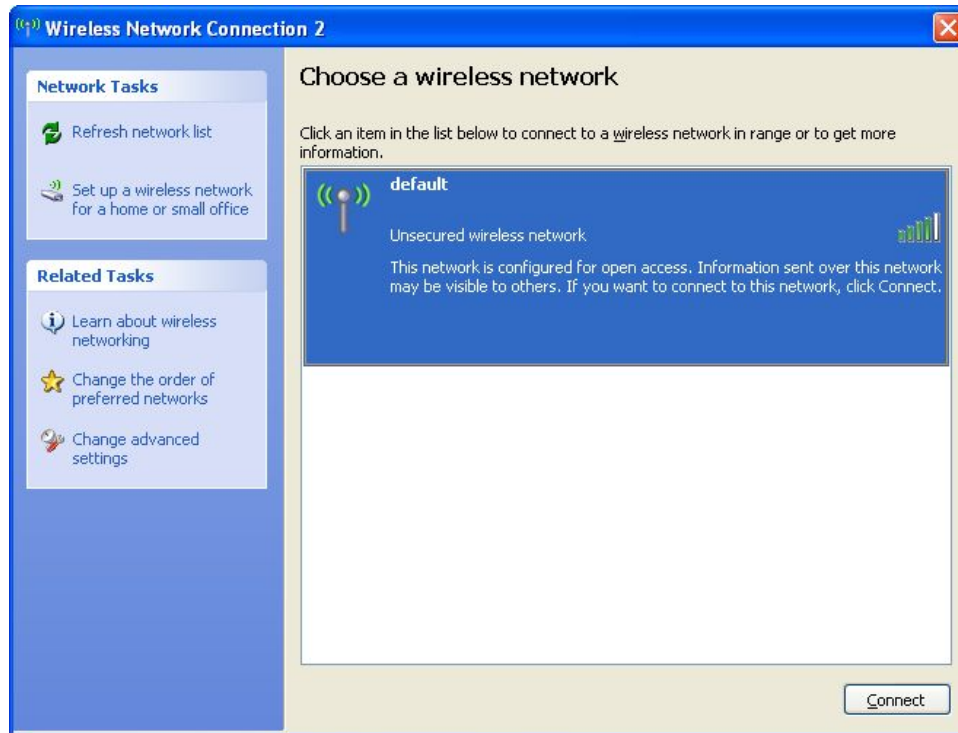 Wireless Network Connection 2
Network Tasks
Refresh network list
Set up a wireless network
for a home or small office
Related Tasks
Learn about wireless
networking
Change the order of
preferred networks
Change advanced
settings
Choose a wireless network
Click an item in the list below to connect to a wireless network in range or to get more
information.
default
Unsecured wireless network
This network is configured for open access. Information sent over this network
may be visible to others. If you want to connect to this network, click Connect.
Connect